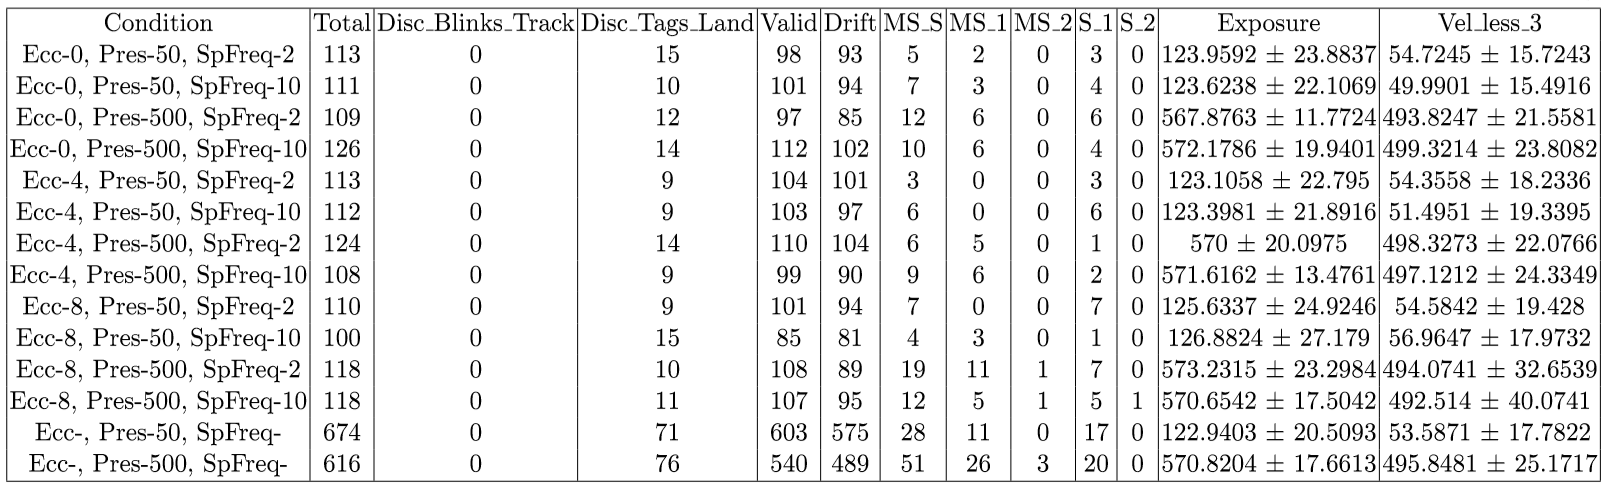 Condition Total Disc_Blinks_Track Disc_Tags_Land Valid Drift MS_S MS_1 MS_2 S_1 S_2 Exposure Vel_less_3
Ecc-0, Pres-50, SpFreq-2 113 0 15 98 93 5 2 0 3 0 123.9592 ± 23.8837 54.7245 ± 15.7243
Ecc-0, Pres-50, SpFreq-10 111 0 10 101 94 7 3 0 4 0 123.6238 ± 22.1069 49.9901 ± 15.4916
Ecc-0, Pres-500, SpFreq-2 109 0 12 97 85 12 6 0 6 0 567.8763 ± 11.7724 493.8247 ± 21.5581
Ecc-0, Pres-500, SpFreq-10 126 0 14 112 102 10 6 0 4 0 572.1786 ± 19.9401 499.3214 ± 23.8082
Ecc-4, Pres-50, SpFreq-2 113 0 9 104 101 3 0 0 3 0 123.1058 ± 22.795 54.3558 ± 18.2336
Ecc-4, Pres-50, SpFreq-10 112 0 9 103 97 6 0 0 6 0 123.3981 ± 21.8916 51.4951 ± 19.3395
Ecc-4, Pres-500, SpFreq-2 124 0 14 110 104 6 5 0 1 0 570 ± 20.0975 498.3273 ± 22.0766
Ecc-4, Pres-500, SpFreq-10 108 0 9 99 90 9 6 0 2 0 571.6162 ± 13.4761 497.1212 ± 24.3349
Ecc-8, Pres-50, SpFreq-2 110 0 9 101 94 7 0 0 7 0 125.6337 ± 24.9246 54.5842 ± 19.428
Ecc-8, Pres-50, SpFreq-10 100 0 15 85 81 4 3 0 1 0 126.8824 ± 27.179 56.9647 ± 17.9732
Ecc-8, Pres-500, SpFreq-2 118 0 10 108 89 19 11 1 7 0 573.2315 ± 23.2984 494.0741 ± 32.6539
Ecc-8, Pres-500, SpFreq-10 118 0 11 107 95 12 5 1 5 1 570.6542 ± 17.5042 492.514 ± 40.0741
Ecc-, Pres-50, SpFreq- 674 0 71 603 575 28 11 0 17 0 122.9403 ± 20.5093 53.5871 ± 17.7822
Ecc-, Pres-500, SpFreq- 616 0 76 540 489 51 26 3 20 0 570.8204 ± 17.6613 495.8481 ± 25.1717